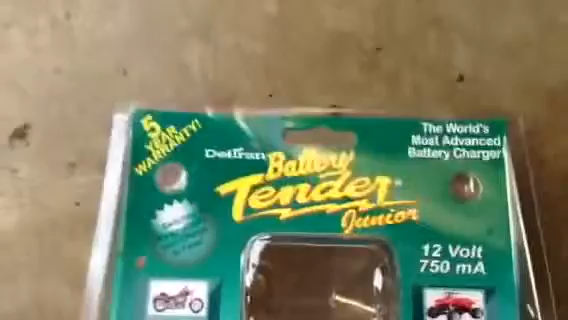 5
YEAR
WARRANTY!
Deltran
Battery
Tender
Junior
The World's
Most Advanced
Battery Charger
12 Volt
750 mA